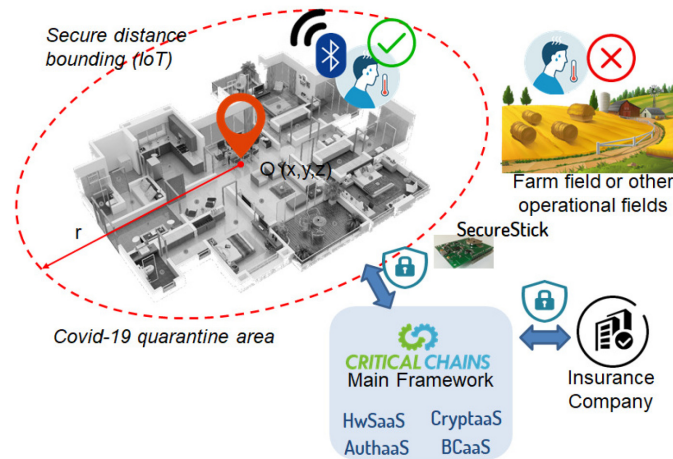 Secure distance
bounding (IoT)
O (x,y,z)
r
Farm field or other
operational fields
SecureStick
Covid-19 quarantine area
CRITICAL CHAINS
Main Framework
HwSaaS CryptaaS
AuthaaS BCaaS
Insurance
Company